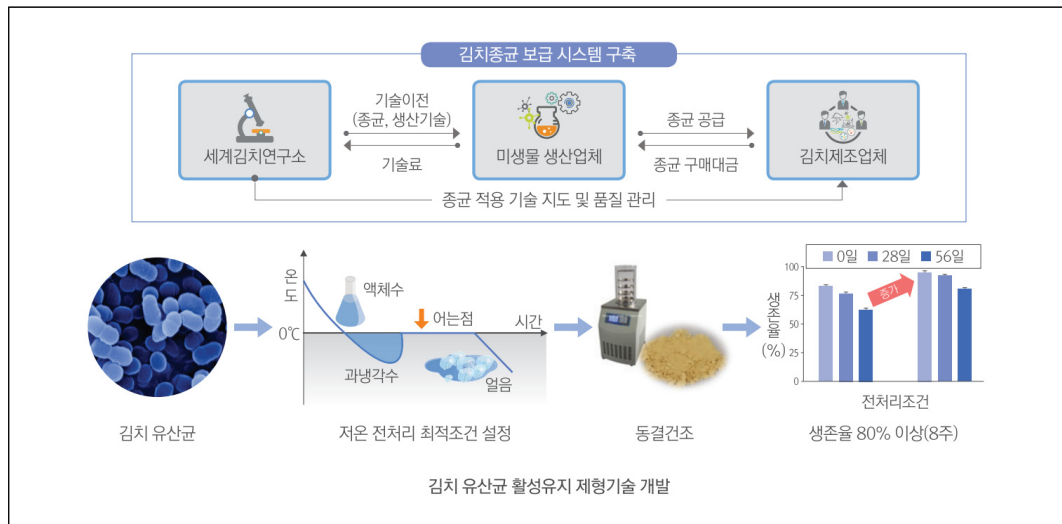 김치종균 보급 시스템 구축
세계김치연구소
기술이전
(종균, 생산기술)
기술료
미생물 생산업체
종균 공급
종균 구매대금
김치제조업체
종균 적용 기술 지도 및 품질 관리
김치 유산균
온도
0℃
액체수
어는점
시간
과냉각수
얼음
저온 전처리 최적조건 설정
동결건조
0일 28일 56일
생존율
(%)
100
75
50
25
0
증가
전처리조건
생존율 80% 이상(8주)
김치 유산균 활성유지 제형기술 개발